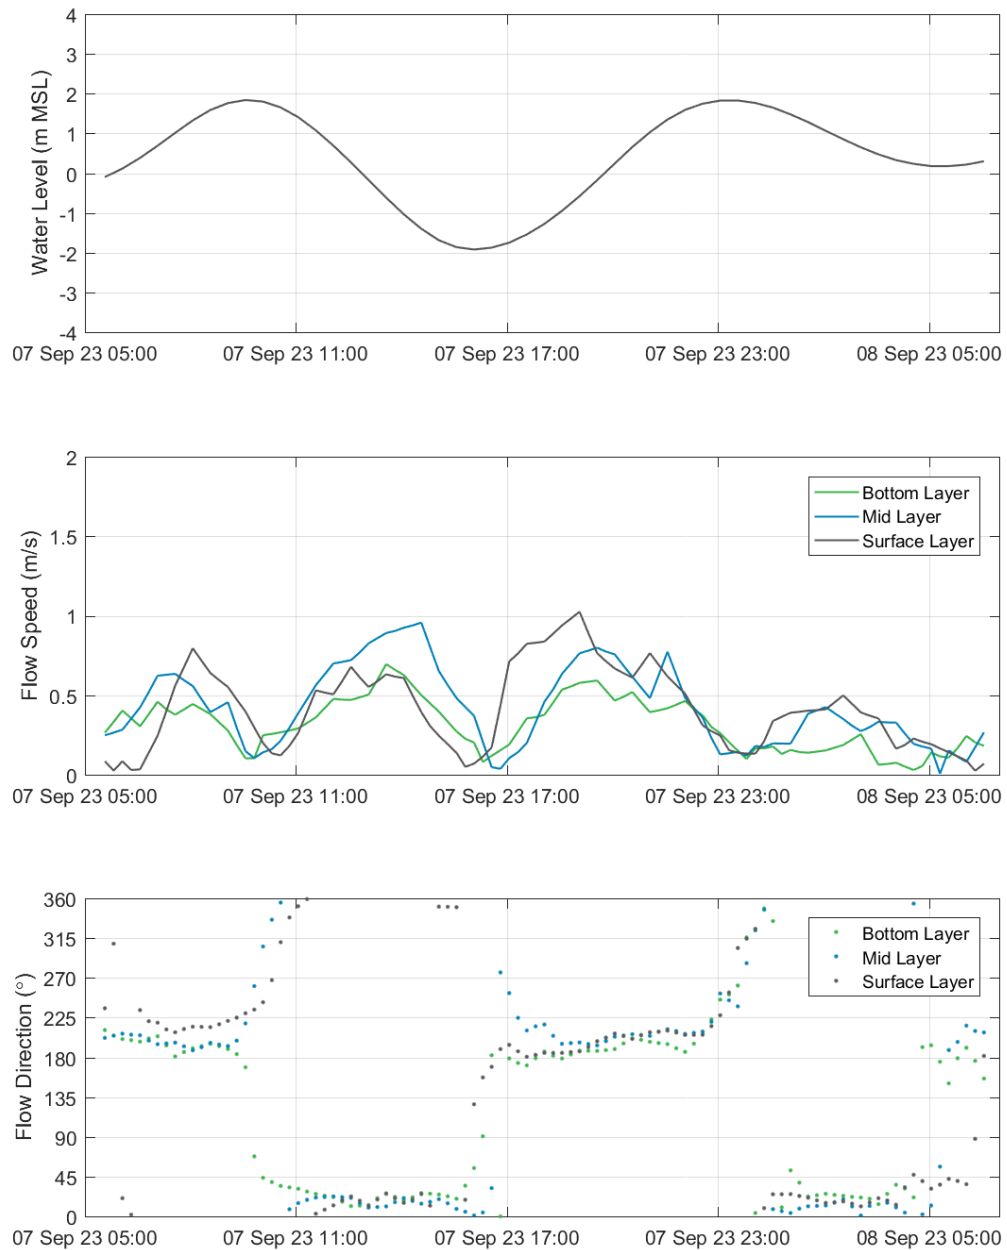 4
3
2
1
0
-1
-2
-3
-4
Water Level (m MSL)
07 Sep 23 05:00 07 Sep 23 11:00 07 Sep 23 17:00 07 Sep 23 23:00 08 Sep 23 05:00
2
1.5
1
0.5
0
Flow Speed (m/s)
Bottom Layer
Mid Layer
Surface Layer
07 Sep 23 05:00 07 Sep 23 11:00 07 Sep 23 17:00 07 Sep 23 23:00 08 Sep 23 05:00
360
315
270
225
180
135
90
45
0
Flow Direction (°)
Bottom Layer
Mid Layer
Surface Layer
07 Sep 23 05:00 07 Sep 23 11:00 07 Sep 23 17:00 07 Sep 23 23:00 08 Sep 23 05:00